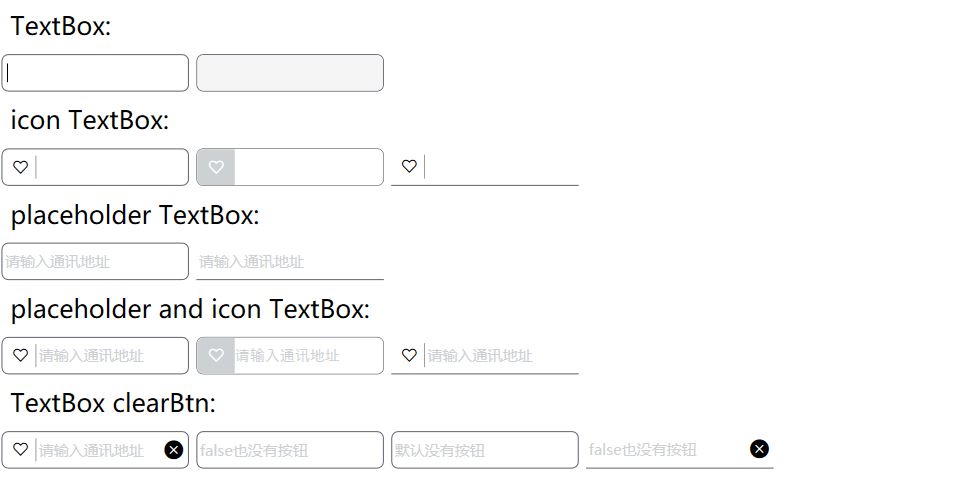 TextBox:
icon TextBox:
placeholder TextBox:
请输入通讯地址 请输入通讯地址
placeholder and icon TextBox:
请输入通讯地址 请输入通讯地址 请输入通讯地址
TextBox clearBtn:
请输入通讯地址 false也没有按钮 默认没有按钮 false也没有按钮